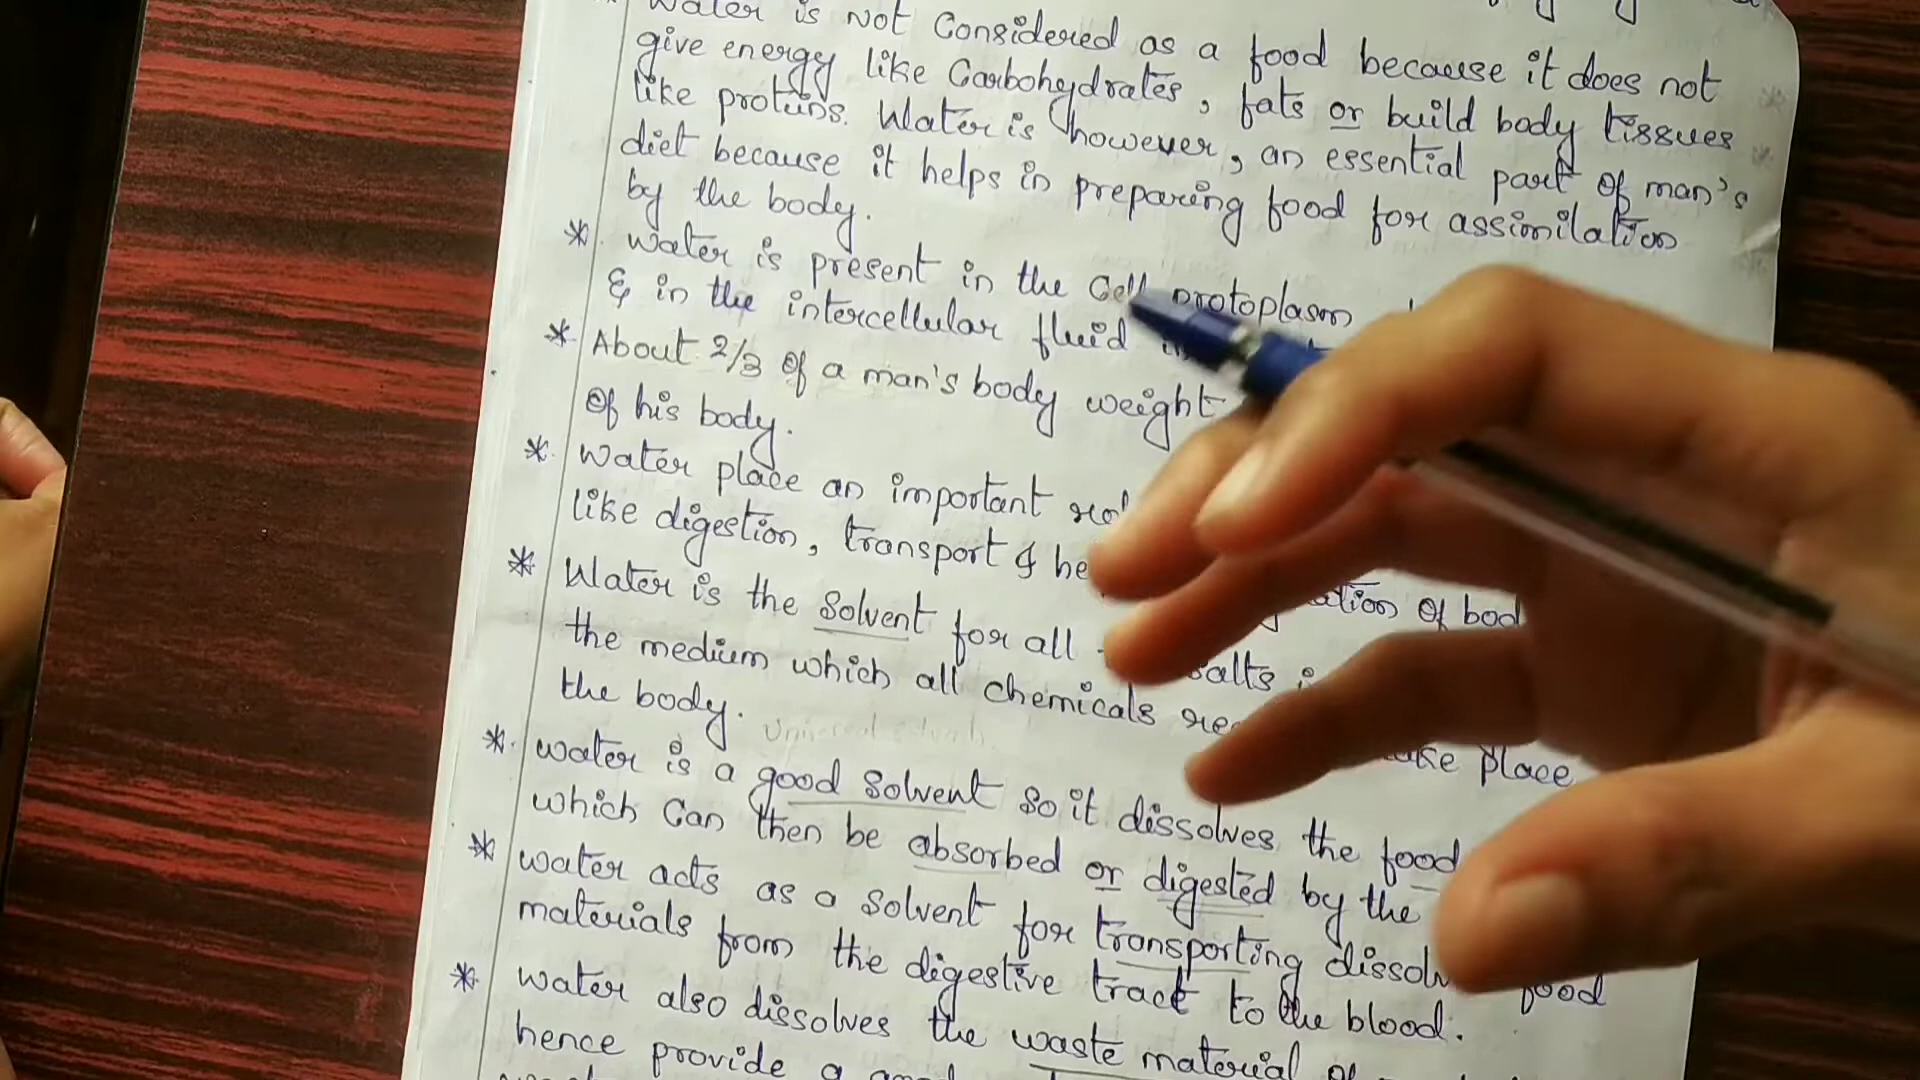 Water is not Considered as a food because it does not
give energy like Carbohydrates, fats or build body tissues
like proteins. Water is however, an essential part of man's
diet because it helps in preparing food for assimilation
by the body.
* Water is present in the Cell protoplasm
& in the intercellular fluid
* About 2/3 of a man's body weight
of his body.
* Water place an important
like digestion, transport &
* Water is the Solvent for all salts
the medium which all chemicals take place
the body.
* water is a good Solvent so it dissolves the food
which Can then be absorbed or digested by the
* water acts as a Solvent for transporting food
materials from the digestive tract to the blood.
* water also dissolves the waste material
hence provide a